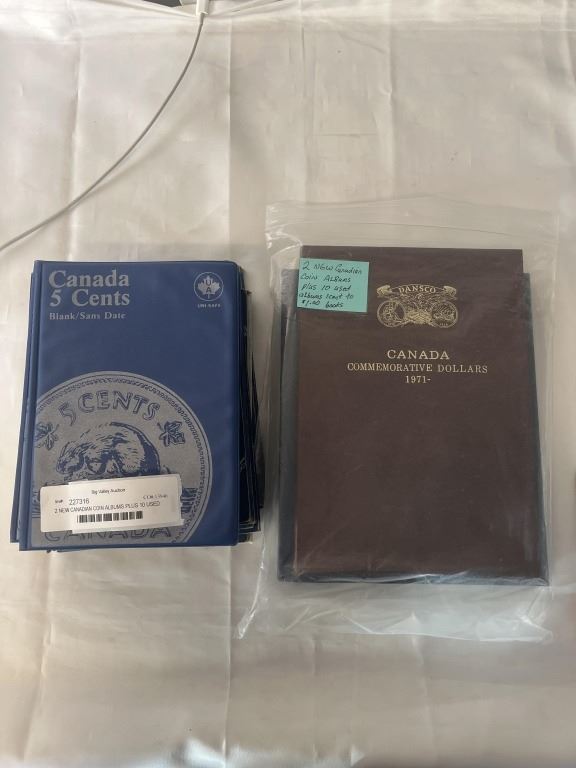 Canada
5 Cents
Blank/Sans Date
UNI-SAFE
5 CENTS
Big Valley Auction
227316
2 NEW CANADIAN COIN ALBUMS PLUS 10 USED
CANADA
2 NEW Canadian
Coin Albums
plus 10 used
albums 1cent to
$1.00 books
DANSCO
CANADA
COMMEMORATIVE DOLLARS
1971-